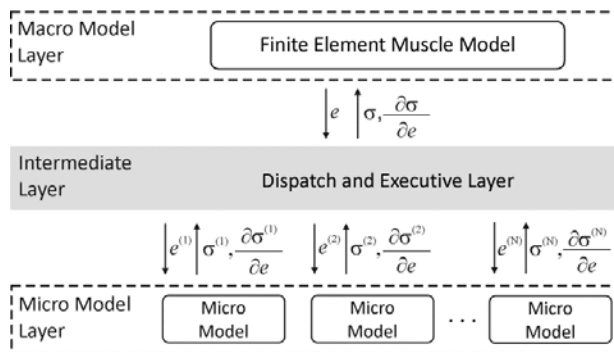 Macro Model
Layer
Finite Element Muscle Model
e σ, ∂σ/∂e
Intermediate
Layer
Dispatch and Executive Layer
e⁽¹⁾ σ⁽¹⁾, ∂σ⁽¹⁾/∂e e⁽²⁾ σ⁽²⁾, ∂σ⁽²⁾/∂e e⁽ᴺ⁾ σ⁽ᴺ⁾, ∂σ⁽ᴺ⁾/∂e
Micro Model
Layer
Micro
Model
Micro
Model
. . .
Micro
Model